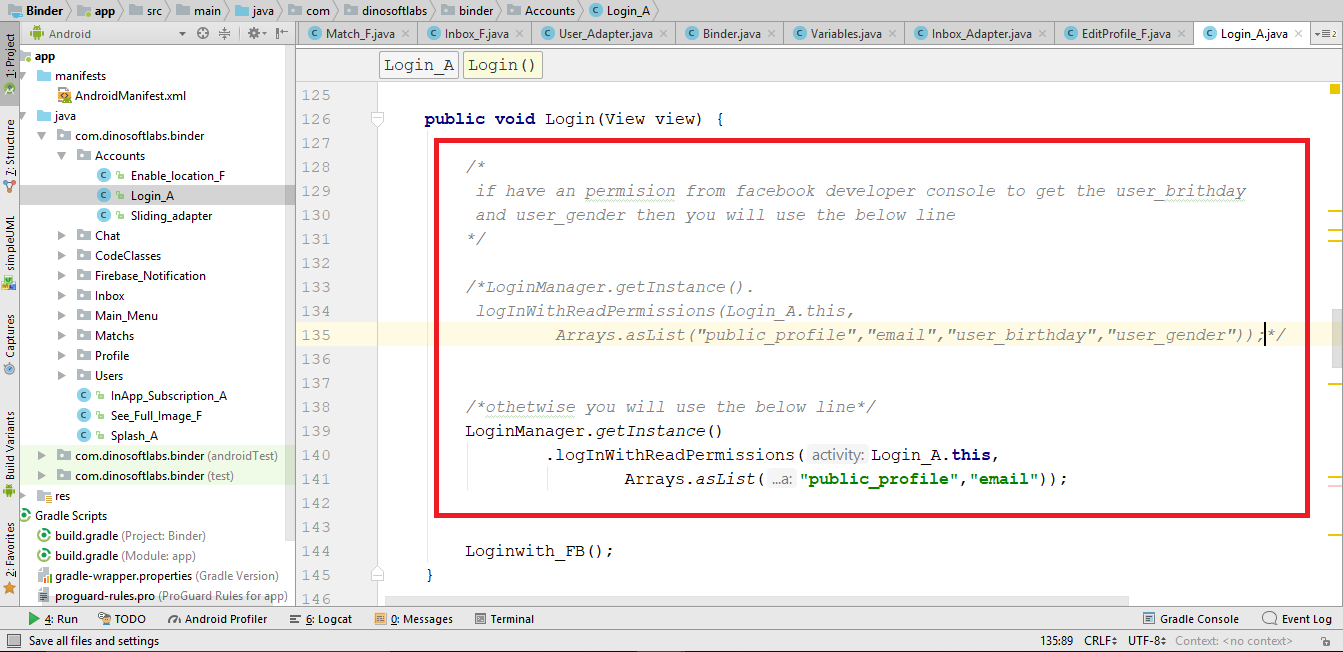 Binder app src main java com dinosoftlabs binder Accounts Login_A
Android
Match_F.java Inbox_F.java User_Adapter.java Binder.java Variables.java Inbox_Adapter.java EditProfile_F.java Login_A.java 2
1: Project
7: Structure
simpleUML
Captures
Build Variants
2: Favorites
app
manifests
AndroidManifest.xml
java
com.dinosoftlabs.binder
Accounts
Enable_location_F
Login_A
Sliding_adapter
Chat
CodeClasses
Firebase_Notification
Inbox
Main_Menu
Matchs
Profile
Users
InApp_Subscription_A
See_Full_Image_F
Splash_A
com.dinosoftlabs.binder (androidTest)
com.dinosoftlabs.binder (test)
res
Gradle Scripts
build.gradle (Project: Binder)
build.gradle (Module: app)
gradle-wrapper.properties (Gradle Version)
proguard-rules.pro (ProGuard Rules for app)
Login_A Login()
125
126 public void Login(View view) {
127
128 /*
129 if have an permision from facebook developer console to get the user_brithday
130 and user_gender then you will use the below line
131 */
132
133 /*LoginManager.getInstance().
134 logInWithReadPermissions(Login_A.this,
135 Arrays.asList("public_profile","email","user_birthday","user_gender"));*/
136
137
138 /*othetwise you will use the below line*/
139 LoginManager.getInstance()
140 .logInWithReadPermissions( activity: Login_A.this,
141 Arrays.asList( ...a: "public_profile","email"));
142
143
144 Loginwith_FB();
145 }
146
4: Run TODO Android Profiler 6: Logcat 0: Messages Terminal Gradle Console Event Log
Save all files and settings 135:89 CRLF UTF-8 Context: <no context>